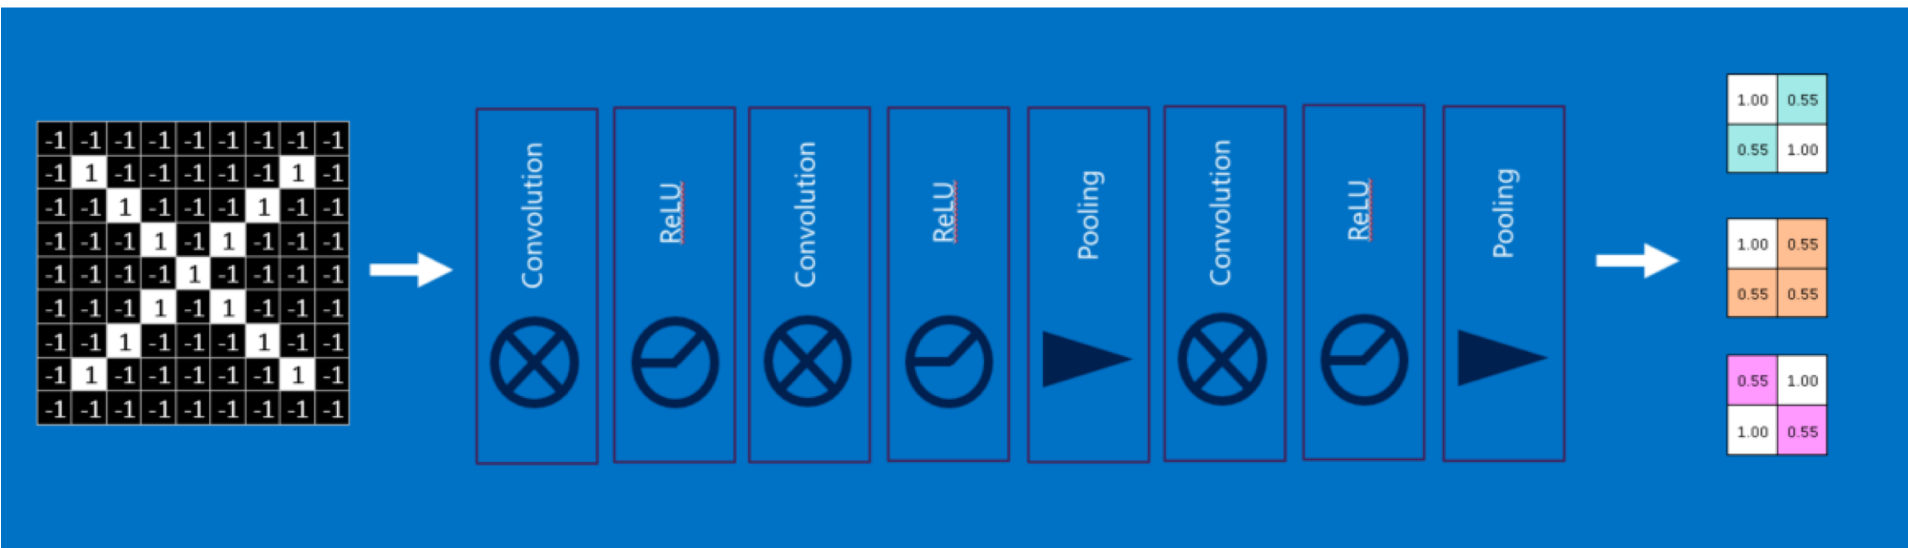 -1 -1 -1 -1 -1 -1 -1 -1 -1
-1 1 -1 -1 -1 -1 -1 1 -1
-1 -1 1 -1 -1 -1 1 -1 -1
-1 -1 -1 1 -1 1 -1 -1 -1
-1 -1 -1 -1 1 -1 -1 -1 -1
-1 -1 -1 1 -1 1 -1 -1 -1
-1 -1 1 -1 -1 -1 1 -1 -1
-1 1 -1 -1 -1 -1 -1 1 -1
-1 -1 -1 -1 -1 -1 -1 -1 -1
Convolution
ReLU
Convolution
ReLU
Pooling
Convolution
ReLU
Pooling
1.00 0.55
0.55 1.00
1.00 0.55
0.55 0.55
0.55 1.00
1.00 0.55